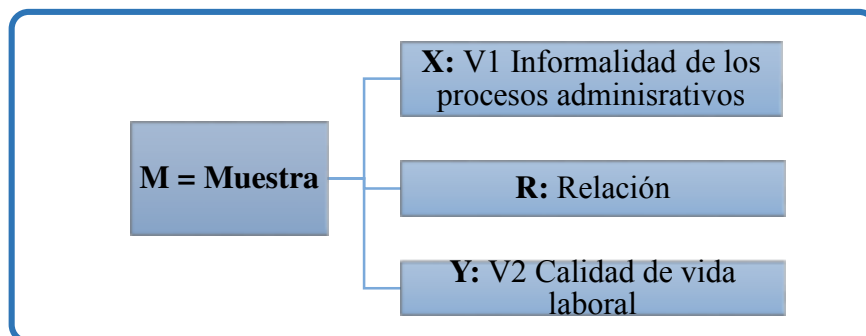 X: V1 Informalidad de los
procesos adminisrativos
M = Muestra
R: Relación
Y: V2 Calidad de vida
laboral